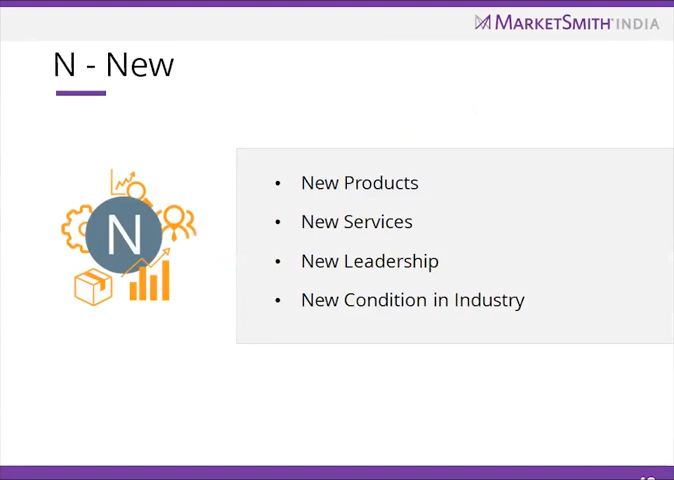 MARKETSMITH INDIA
N - New
N
• New Products
• New Services
• New Leadership
• New Condition in Industry